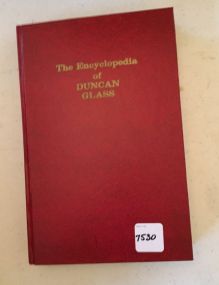 The Encyclopedia
of
DUNCAN
GLASS
7530